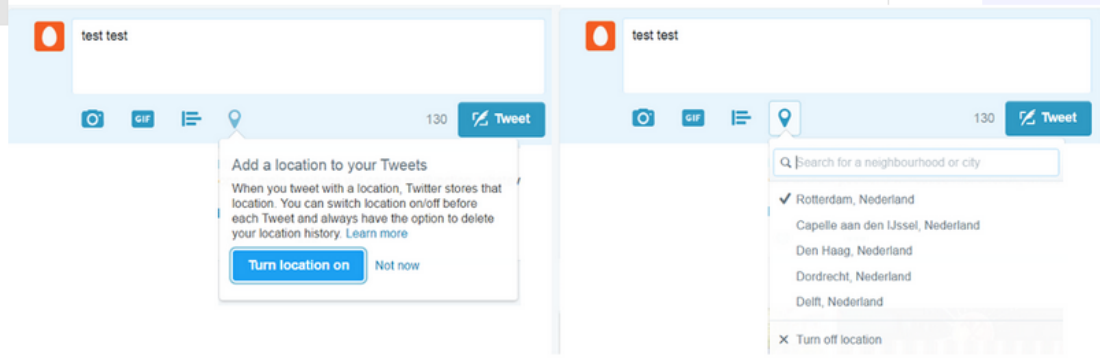 test test
GIF
130
Tweet
Add a location to your Tweets
When you tweet with a location, Twitter stores that
location. You can switch location on/off before
each Tweet and always have the option to delete
your location history. Learn more
Turn location on
Not now
test test
GIF
130
Tweet
Search for a neighbourhood or city
Rotterdam, Nederland
Capelle aan den IJssel, Nederland
Den Haag, Nederland
Dordrecht, Nederland
Delft, Nederland
Turn off location